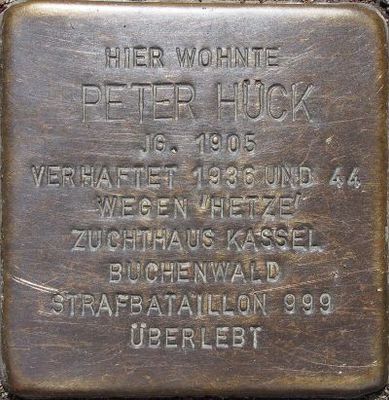 HIER WOHNTE
PETER HÜCK
JG. 1905
VERHAFTET 1936 UND 44
WEGEN 'HETZE'
ZUCHTHAUS KASSEL
BUCHENWALD
STRAFBATAILLON 999
ÜBERLEBT